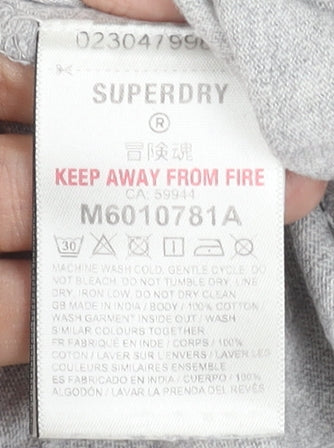 SUPERDRY
®
冒険魂
KEEP AWAY FROM FIRE
CA: 59944
M6010781A
30
MACHINE WASH COLD. GENTLE CYCLE. DO
NOT BLEACH. DO NOT TUMBLE DRY. LINE
DRY. IRON LOW. DO NOT DRY CLEAN
GB MADE IN INDIA / BODY / 100% COTTON
WASH GARMENT INSIDE OUT / WASH
SIMILAR COLOURS TOGETHER.
FR FABRIQUÉ EN INDE / CORPS / 100%
COTON / LAVER SUR L'ENVERS / LAVER LES
COULEURS SIMILAIRES ENSEMBLE
ES FABRICADO EN INDIA / CUERPO / 100%
ALGODÓN / LAVAR LA PRENDA DEL REVÉS